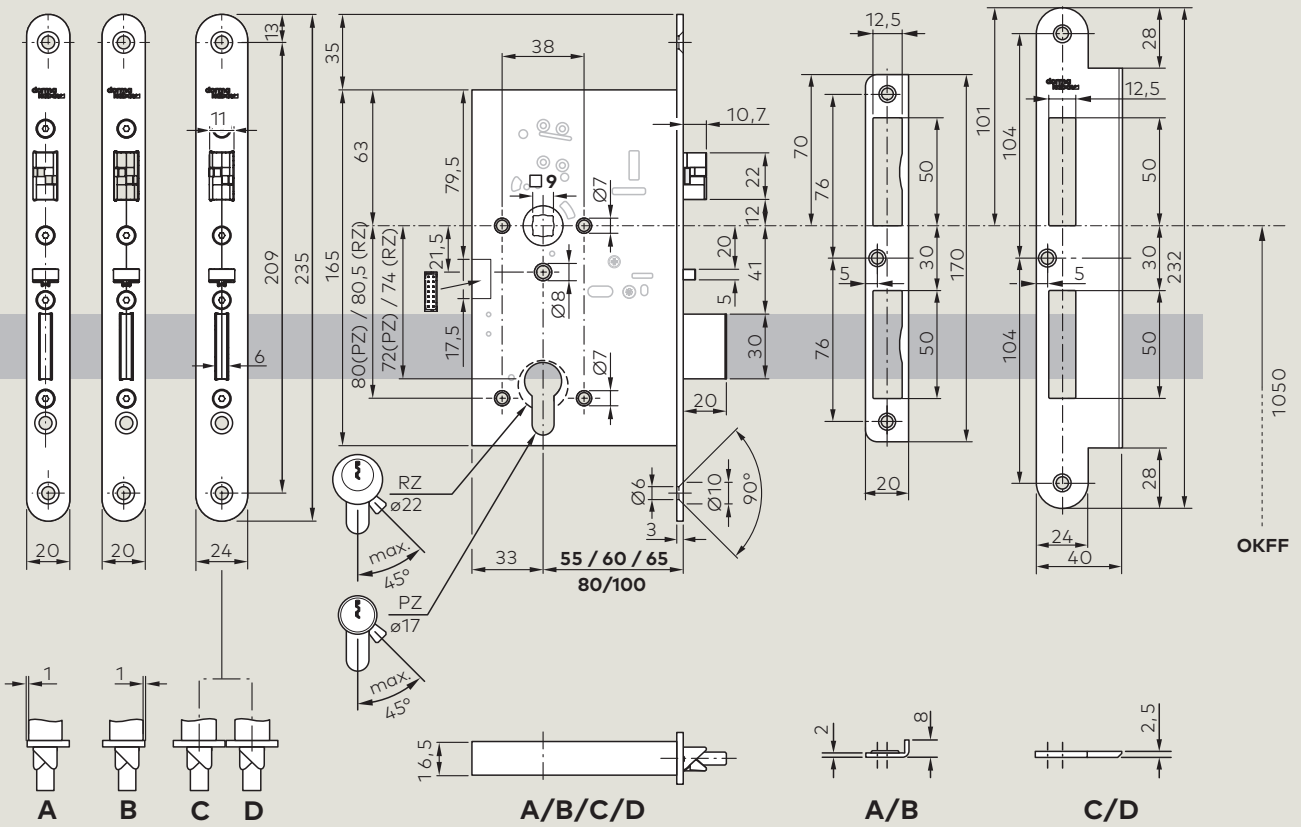 13
209
235
11
6
20
20
24
35
165
38
63
79,5
21,5
17,5
80(PZ) / 80,5 (RZ)
72(PZ) / 74 (RZ)
9
Ø7
Ø8
Ø7
10,7
22
12
20
41
5
30
20
RZ
ø22
max.
45°
PZ
ø17
max.
45°
33
55 / 60 / 65
80/100
3
Ø6
Ø10
90°
12,5
70
76
76
50
30
50
170
5
20
101
104
104
28
12,5
50
30
50
232
5
28
24
40
1050
OKFF
1
1
A
B
C
D
16,5
A/B/C/D
2
8
A/B
2,5
C/D